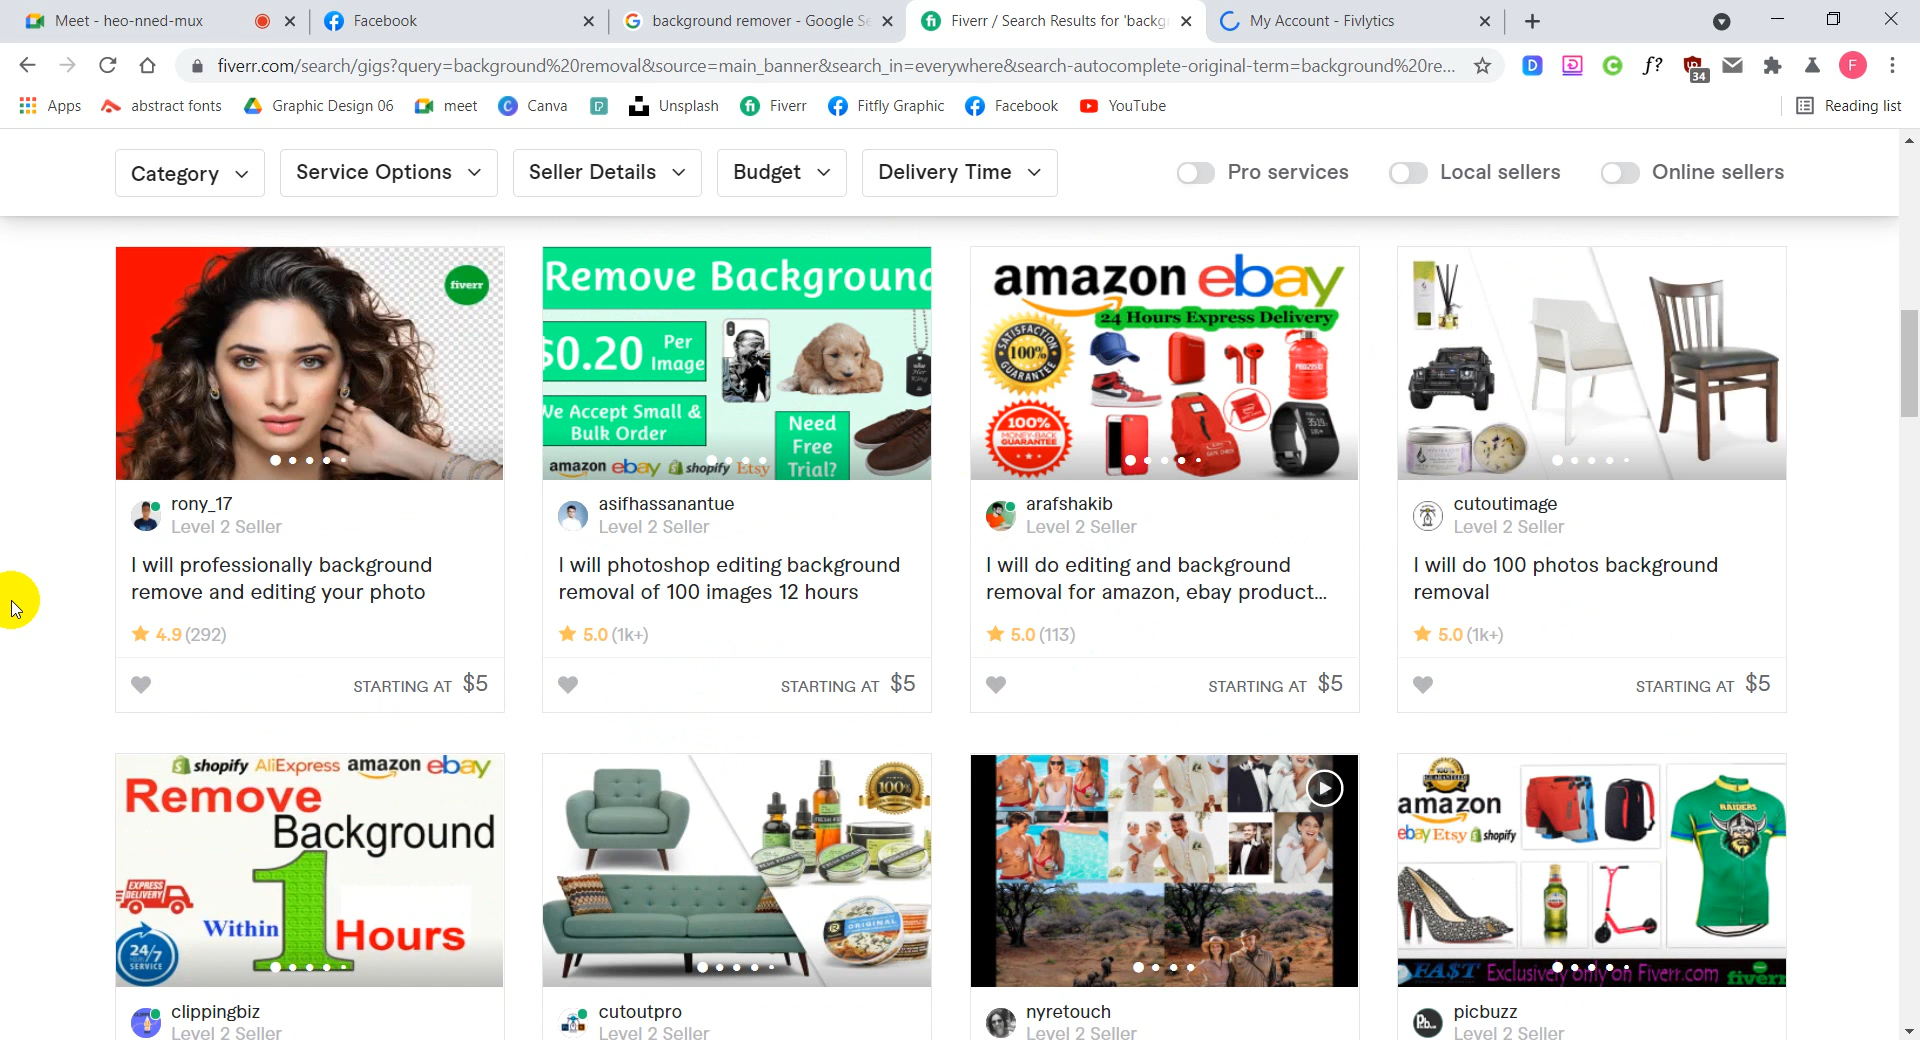 Meet - heo-nned-mux
Facebook
background remover - Google Se
Fiverr / Search Results for 'backgr
My Account - Fivlytics
fiverr.com/search/gigs?query=background%20removal&source=main_banner&search_in=everywhere&search-autocomplete-original-term=background%20re...
34
F
Apps
abstract fonts
Graphic Design 06
meet
Canva
Unsplash
Fiverr
Fitfly Graphic
Facebook
YouTube
Reading list
Category
Service Options
Seller Details
Budget
Delivery Time
Pro services
Local sellers
Online sellers
fiverr
Remove Background
$0.20 Per Image
We Accept Small & Bulk Order
Need Free Trial?
amazon ebay shopify Etsy
amazon ebay
24 Hours Express Delivery
SATISFACTION
100%
GUARANTEE
100%
MONEY-BACK
GUARANTEE
rony_17
Level 2 Seller
I will professionally background
remove and editing your photo
4.9 (292)
STARTING AT $5
asifhassanantue
Level 2 Seller
I will photoshop editing background
removal of 100 images 12 hours
5.0 (1k+)
STARTING AT $5
arafshakib
Level 2 Seller
I will do editing and background
removal for amazon, ebay product...
5.0 (113)
STARTING AT $5
cutoutimage
Level 2 Seller
I will do 100 photos background
removal
5.0 (1k+)
STARTING AT $5
shopify AliExpress amazon ebay
Remove
Background
EXPRESS
DELIVERY
Within 1 Hours
24/7
SERVICE
100%
ORIGINAL
100%
amazon
ebay Etsy shopify
RAIDERS
FA$T Exclusively only on Fiverr.com fiverr
clippingbiz
Level 2 Seller
cutoutpro
Level 2 Seller
nyretouch
Level 2 Seller
Pb...
picbuzz
Level 2 Seller